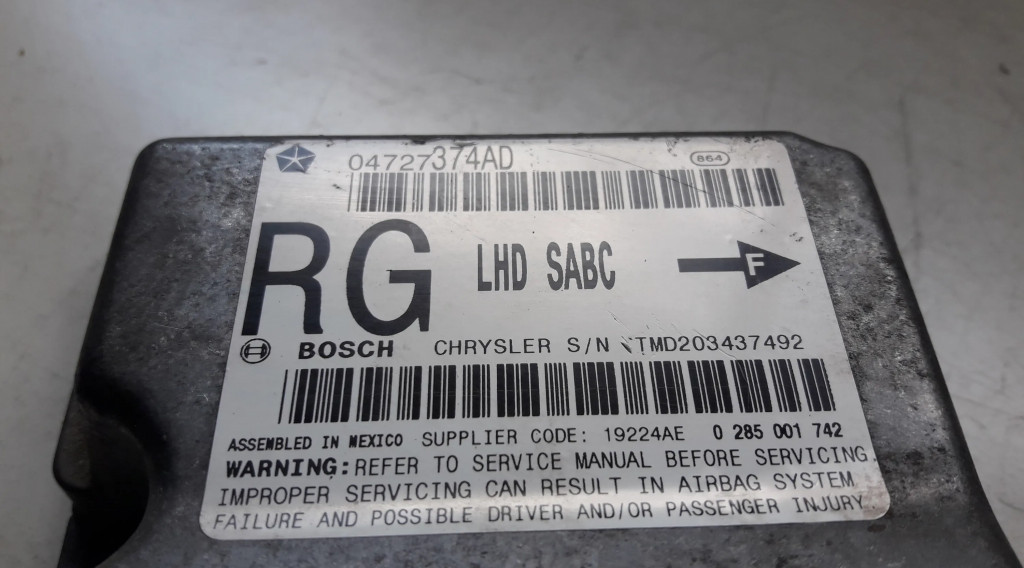 04727374AD 864
RG LHD SABC F
BOSCH CHRYSLER S/N TMD203437492
ASSEMBLED IN MEXICO SUPPLIER CODE: 19224AE 0 285 001 742
WARNING: REFER TO SERVICE MANUAL BEFORE SERVICING.
IMPROPER SERVICING CAN RESULT IN AIRBAG SYSTEM
FAILURE AND POSSIBLE DRIVER AND/OR PASSENGER INJURY